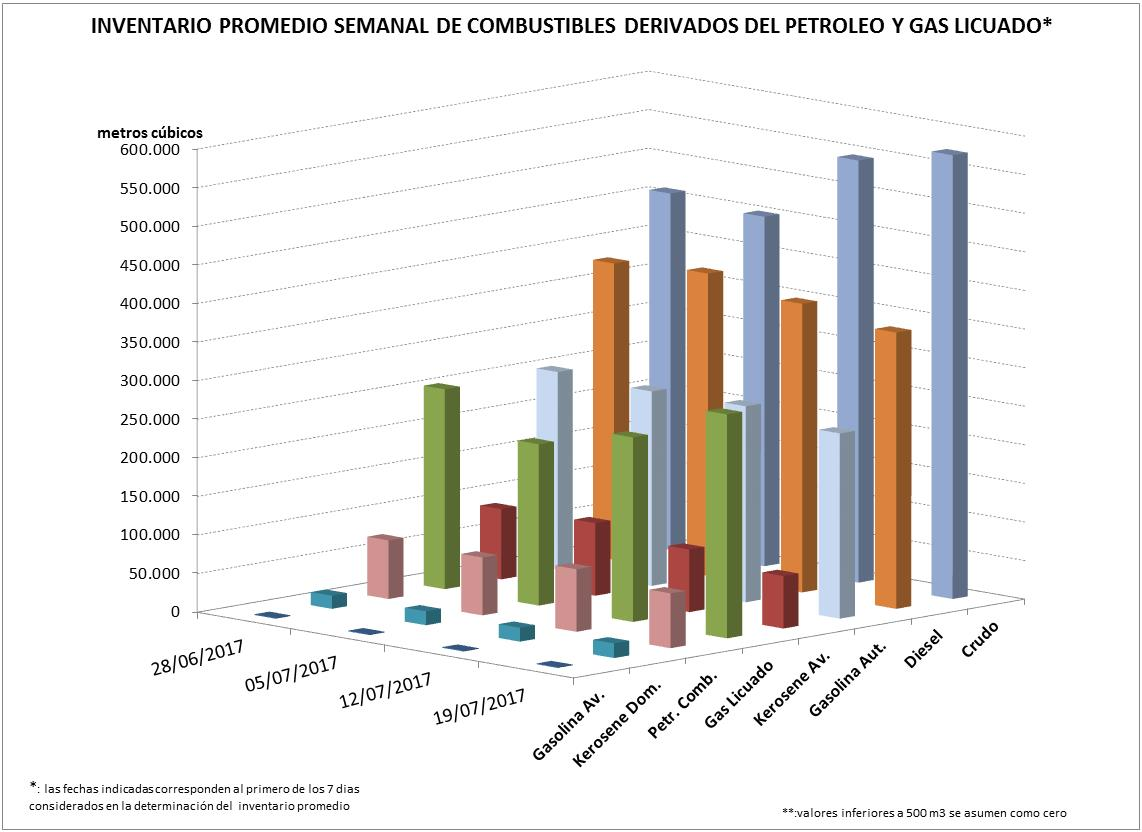 INVENTARIO PROMEDIO SEMANAL DE COMBUSTIBLES DERIVADOS DEL PETROLEO Y GAS LICUADO*
metros cúbicos
600.000
550.000
500.000
450.000
400.000
350.000
300.000
250.000
200.000
150.000
100.000
50.000
0
28/06/2017
05/07/2017
12/07/2017
19/07/2017
Gasolina Av.
Kerosene Dom.
Petr. Comb.
Gas Licuado
Kerosene Av.
Gasolina Aut.
Diesel
Crudo
*: las fechas indicadas corresponden al primero de los 7 dias
considerados en la determinación del inventario promedio
**:valores inferiores a 500 m3 se asumen como cero